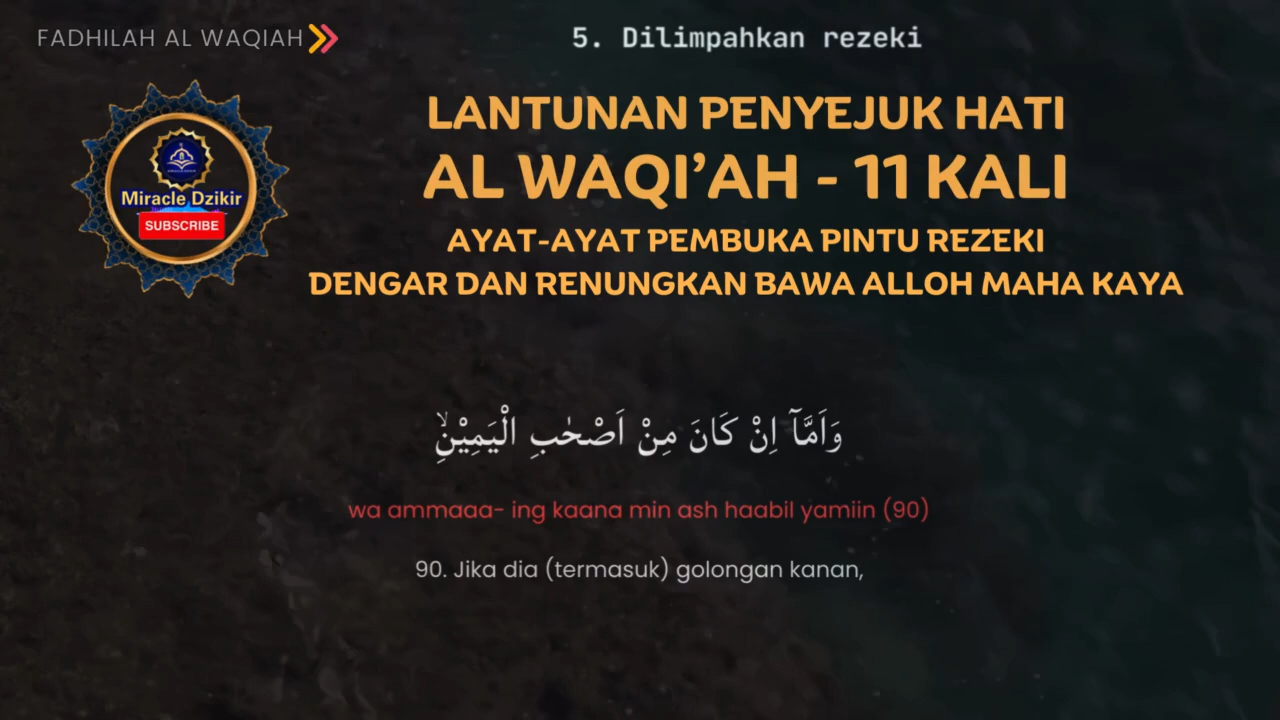 FADHILAH AL WAQIAH
5. Dilimpahkan rezeki
LANTUNAN PENYEJUK HATI
AL WAQI’AH - 11 KALI
AYAT-AYAT PEMBUKA PINTU REZEKI
DENGAR DAN RENUNGKAN BAWA ALLOH MAHA KAYA
Miracle Dzikir
SUBSCRIBE
وَاَمَّآ اِنْ كَانَ مِنْ اَصْحٰبِ الْيَمِيْنِۙ
wa ammaaa- ing kaana min ash haabil yamiin (90)
90. Jika dia (termasuk) golongan kanan,